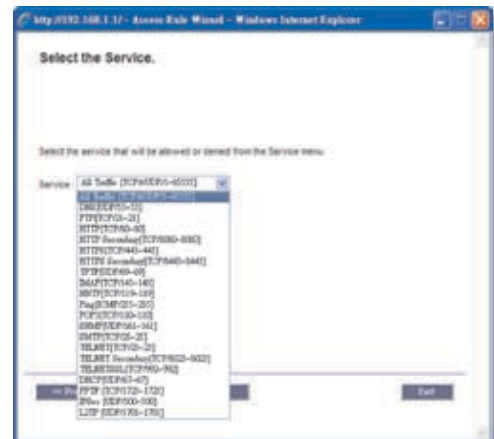 http://192.168.1.1/ - Access Rule Wizard - Windows Internet Explorer
Select the Service.
Select the service that will be allowed or denied from the Service menu.
Service All Traffic [TCP&UDP/1~65535]
All Traffic [TCP&UDP/1~65535]
DNS[UDP/53~53]
FTP[TCP/21~21]
HTTP[TCP/80~80]
HTTP Secondary[TCP/8080~8080]
HTTPS[TCP/443~443]
HTTPS Secondary[TCP/8443~8443]
TFTP[UDP/69~69]
IMAP[TCP/143~143]
NNTP[TCP/119~119]
Ping[ICMP/255~255]
POP3[TCP/110~110]
SNMP[UDP/161~161]
SMTP[TCP/25~25]
TELNET[TCP/23~23]
TELNET Secondary[TCP/8023~8023]
TELNETSSL[TCP/992~992]
DHCP[UDP/67~67]
PPTP [TCP/1723~1723]
IPSec [UDP/500~500]
L2TP [UDP/1701~1701]
Exit